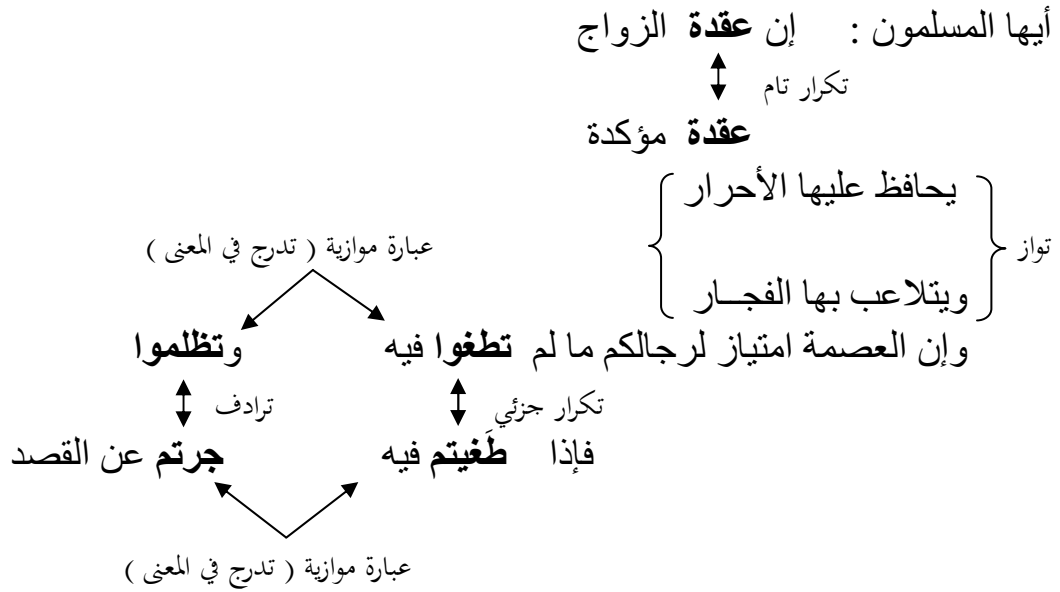 أيها المسلمون : إن عقدة الزواج
تكرار تام
عقدة مؤكدة
يحافظ عليها الأحرار
تواز
عبارة موازية ( تدرج في المعنى )
ويتلاعب بها الفجـــار
وإن العصمة امتياز لرجالكم ما لم تطغوا فيه وتظلموا
تكرار جزئي ترادف
فإذا طَغيتم فيه جرتم عن القصد
عبارة موازية ( تدرج في المعنى )